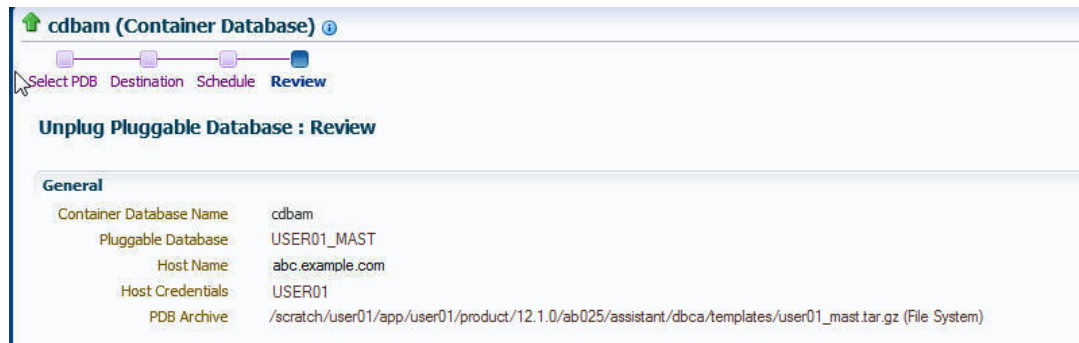 cdbam (Container Database)
Select PDB Destination Schedule Review
Unplug Pluggable Database : Review
General
Container Database Name cdbam
Pluggable Database USER01_MAST
Host Name abc.example.com
Host Credentials USER01
PDB Archive /scratch/user01/app/user01/product/12.1.0/ab025/assistant/dbca/templates/user01_mast.tar.gz (File System)